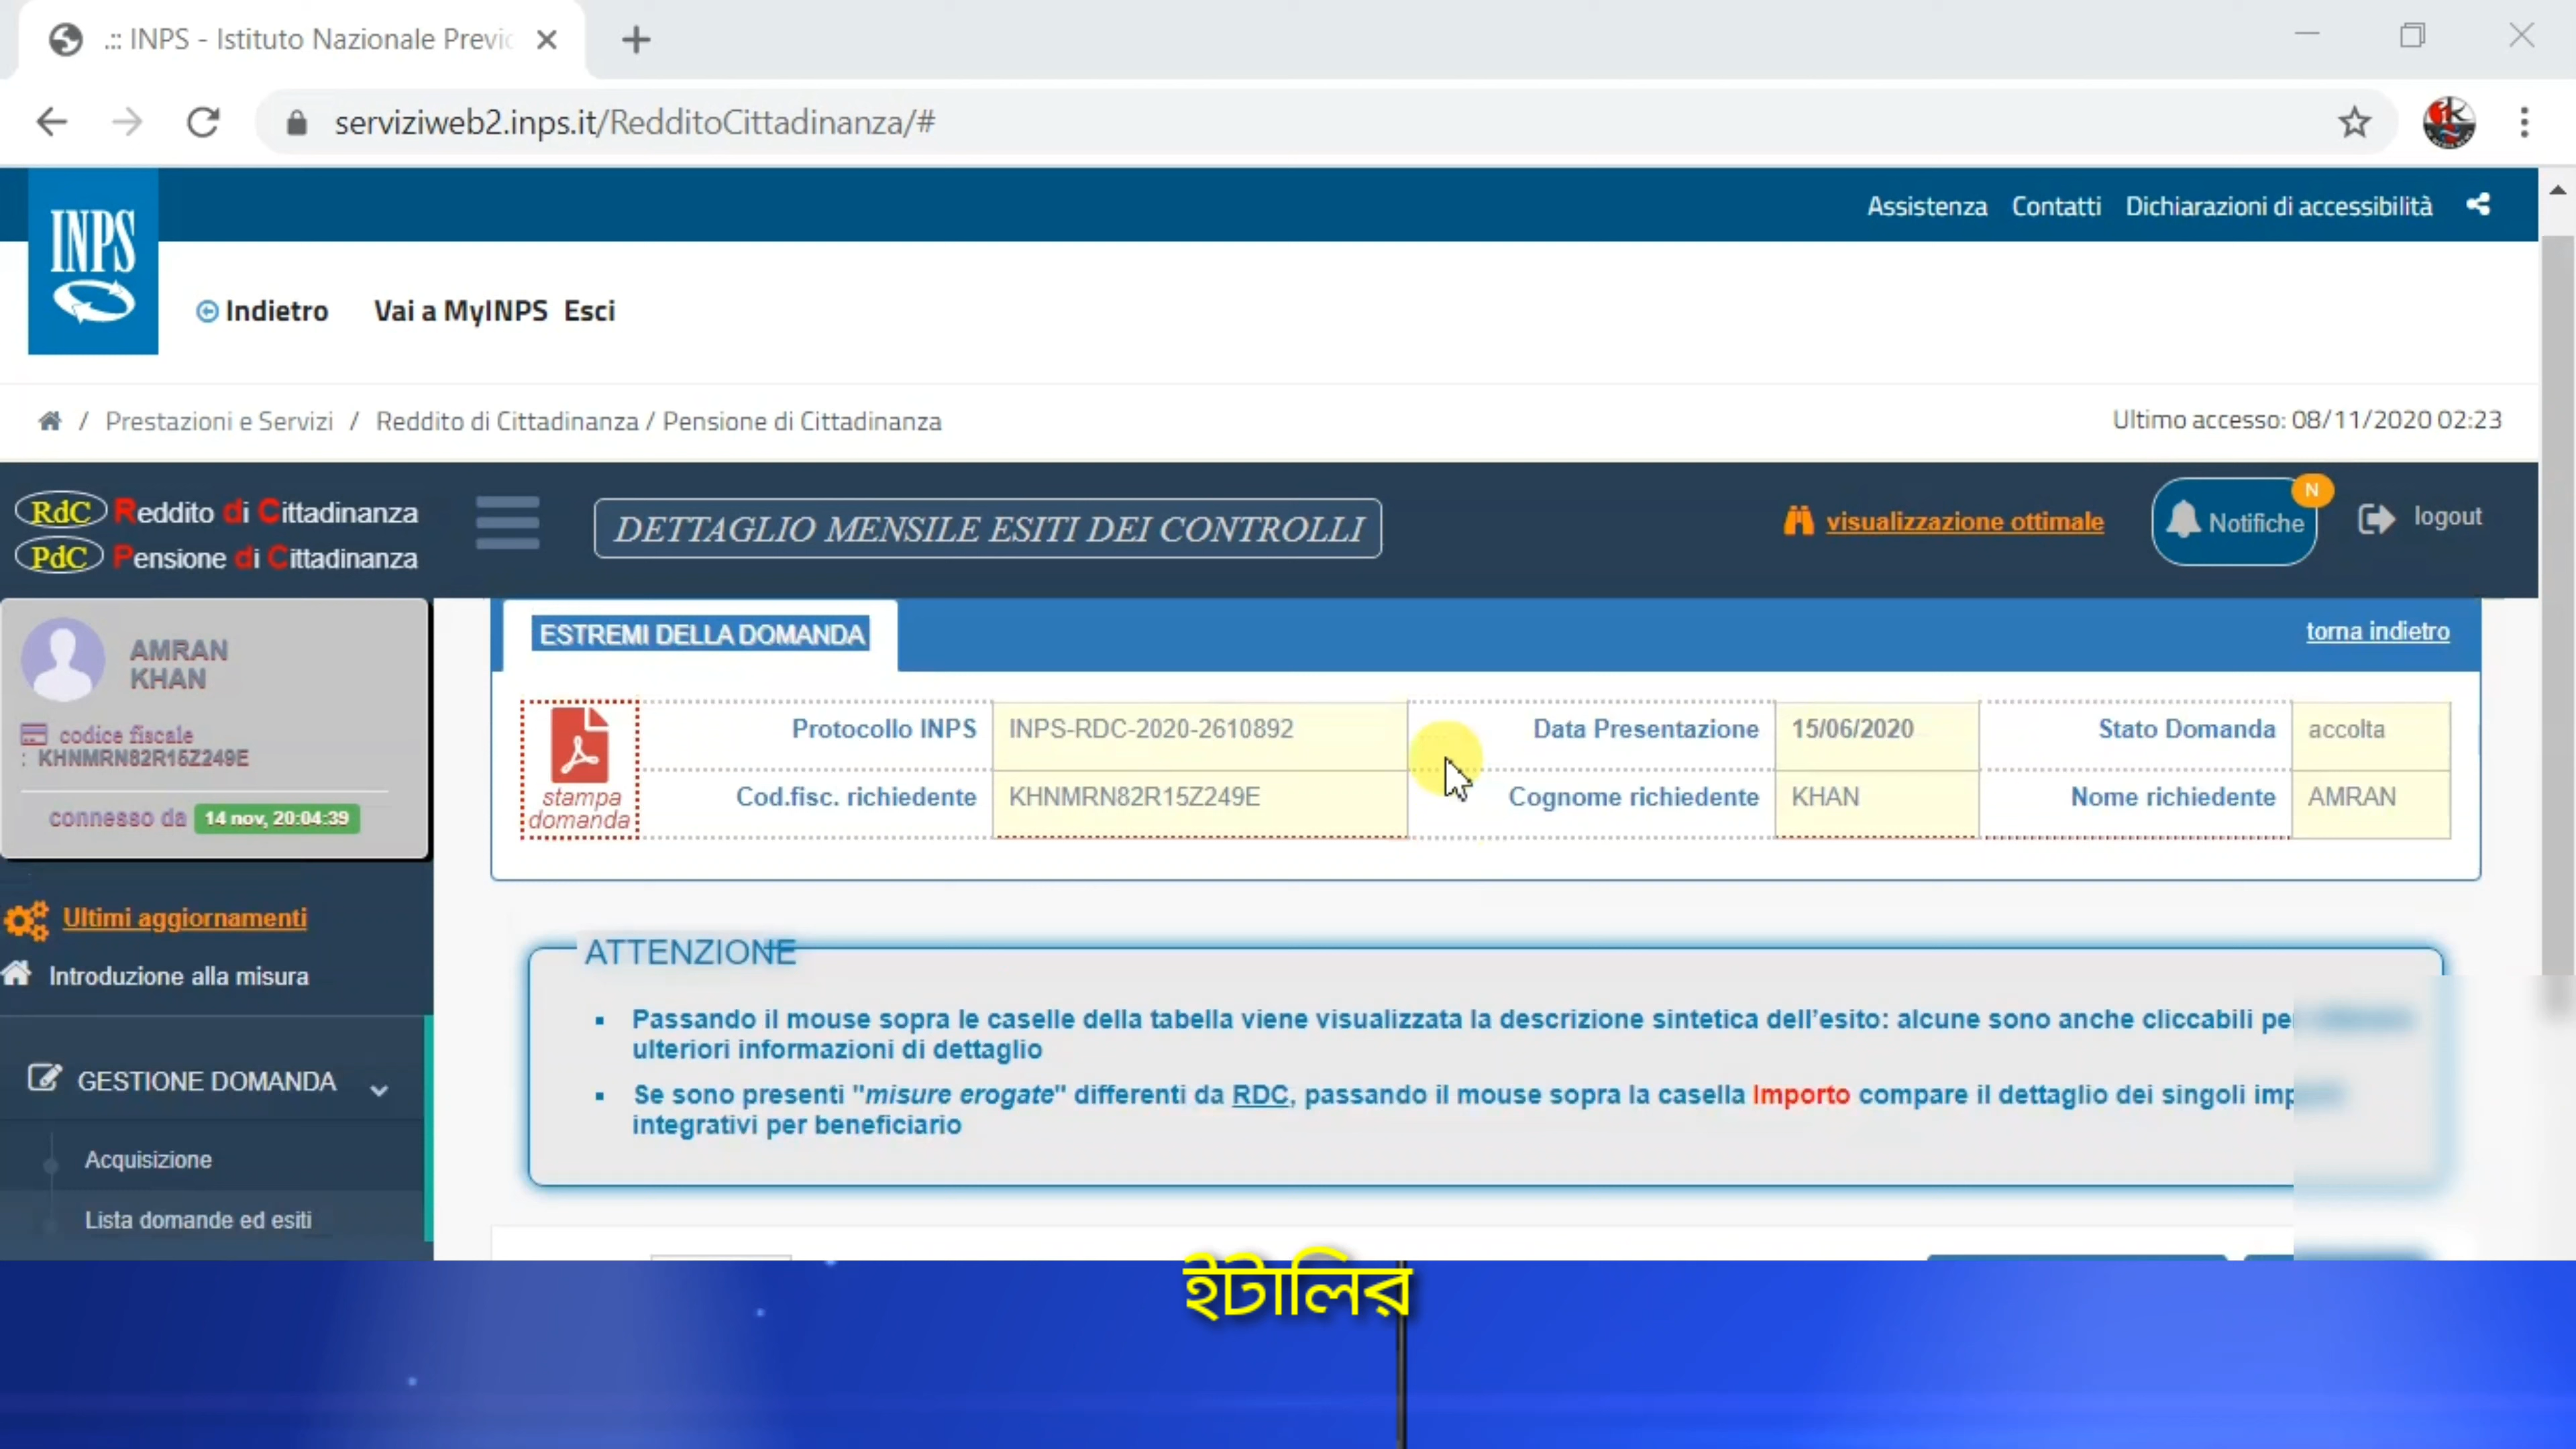 .:: INPS - Istituto Nazionale Previ
serviziweb2.inps.it/RedditoCittadinanza/#
INPS
Assistenza Contatti Dichiarazioni di accessibilità
Indietro Vai a MyINPS Esci
/ Prestazioni e Servizi / Reddito di Cittadinanza / Pensione di Cittadinanza
Ultimo accesso: 08/11/2020 02:23
RdC Reddito di Cittadinanza
PdC Pensione di Cittadinanza
DETTAGLIO MENSILE ESITI DEI CONTROLLI
visualizzazione ottimale
Notifiche
N
logout
AMRAN
KHAN
codice fiscale
: KHNMRN82R15Z249E
connesso da 14 nov, 20:04:39
Ultimi aggiornamenti
Introduzione alla misura
GESTIONE DOMANDA
Acquisizione
Lista domande ed esiti
ESTREMI DELLA DOMANDA
torna indietro
stampa
domanda
Protocollo INPS INPS-RDC-2020-2610892 Data Presentazione 15/06/2020 Stato Domanda accolta
Cod.fisc. richiedente KHNMRN82R15Z249E Cognome richiedente KHAN Nome richiedente AMRAN
ATTENZIONE
▪ Passando il mouse sopra le caselle della tabella viene visualizzata la descrizione sintetica dell'esito: alcune sono anche cliccabili
ulteriori informazioni di dettaglio
▪ Se sono presenti "misure erogate" differenti da RDC, passando il mouse sopra la casella Importo compare il dettaglio dei singoli
integrativi per beneficiario
ইটালির